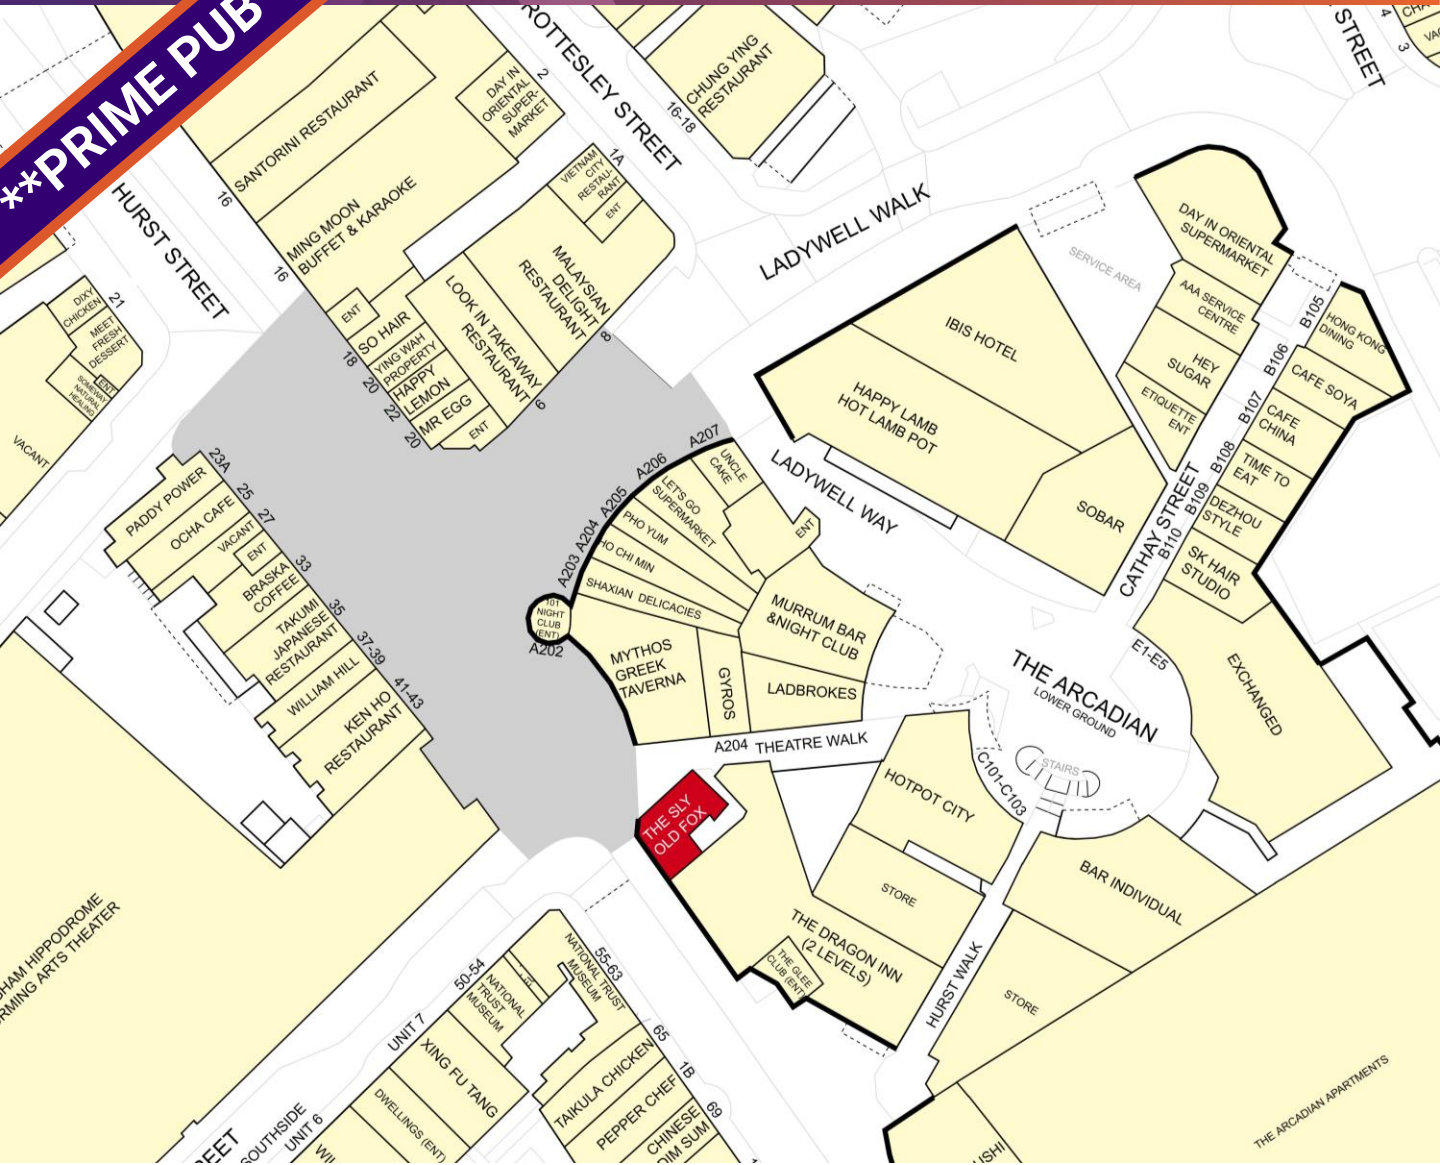 **PRIME PUB
ROTTESLEY STREET
STREET
4
3
CHUNG YING
RESTAURANT
16-18
2
DAY IN
ORIENTAL
SUPER-
MARKET
SANTORINI RESTAURANT
16
MING MOON
BUFFET & KARAOKE
16
HURST STREET
1A
VIETNAM
CITY
RESTAU-
RANT
ENT
MALAYSIAN
DELIGHT
RESTAURANT
8
LOOK IN TAKEAWAY
RESTAURANT
6
ENT
SO HAIR
18
YING WAH
PROPERTY
20
HAPPY
LEMON
22
MR EGG
20
ENT
LADYWELL WALK
SERVICE AREA
21
DIXY
CHICKEN
MEET
FRESH
DESSERT
ENT
SOMEWAY
NATURAL
HEALING
VACANT
IBIS HOTEL
HAPPY LAMB
HOT LAMB POT
SOBAR
LADYWELL WAY
DAY IN ORIENTAL
SUPERMARKET
AAA SERVICE
CENTRE
HEY
SUGAR
ETIQUETTE
ENT
CATHAY STREET
B105
HONG KONG
DINING
B106
CAFE SOYA
B107
CAFE
CHINA
B108
TIME TO
EAT
B109
DEZHOU
STYLE
B110
SK HAIR
STUDIO
E1-E5
EXCHANGED
23A
PADDY POWER
25
OCHA CAFE
27
VACANT
ENT
33
BRASKA
COFFEE
35
TAKUMI
JAPANESE
RESTAURANT
37-39
WILLIAM HILL
41-43
KEN HO
RESTAURANT
A207
UNCLE
CAKE
A206
LET'S GO
SUPERMARKET
A205
PHO YUM
A204
HO CHI MIN
A203
SHAXIAN DELICACIES
ENT
101
NIGHT
CLUB
(ENT)
A202
MYTHOS
GREEK
TAVERNA
GYROS
MURRUM BAR
&NIGHT CLUB
LADBROKES
A204 THEATRE WALK
THE ARCADIAN
LOWER GROUND
STAIRS
C101-C103
HOTPOT CITY
STORE
THE SLY
OLD FOX
THE DRAGON INN
(2 LEVELS)
THE GLEE
CLUB (ENT)
HURST WALK
BAR INDIVIDUAL
STORE
THE ARCADIAN APARTMENTS
GHAM HIPPODROME
RMING ARTS THEATER
50-54
NATIONAL
TRUST
MUSEUM
55-63
NATIONAL TRUST
MUSEUM
UNIT 7
XING FU TANG
DWELLINGS (ENT)
SOUTHSIDE
UNIT 6
REET
65
TAIKULA CHICKEN
1B
PEPPER CHEF
69
CHINESE
DIM SUM
USHI